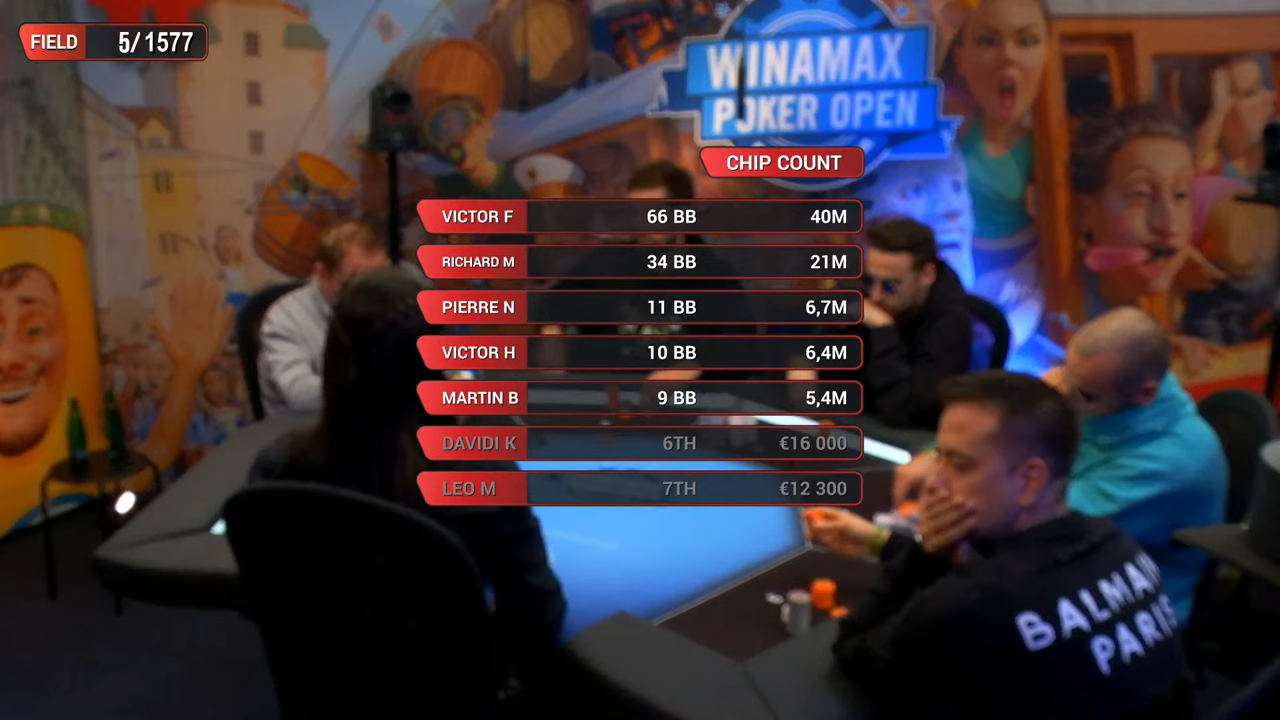 FIELD 5/1577
WINAMAX
POKER OPEN
CHIP COUNT
VICTOR F 66 BB 40M
RICHARD M 34 BB 21M
PIERRE N 11 BB 6,7M
VICTOR H 10 BB 6,4M
MARTIN B 9 BB 5,4M
DAVIDI K 6TH €16 000
LEO M 7TH €12 300
BALMAIN
PARIS